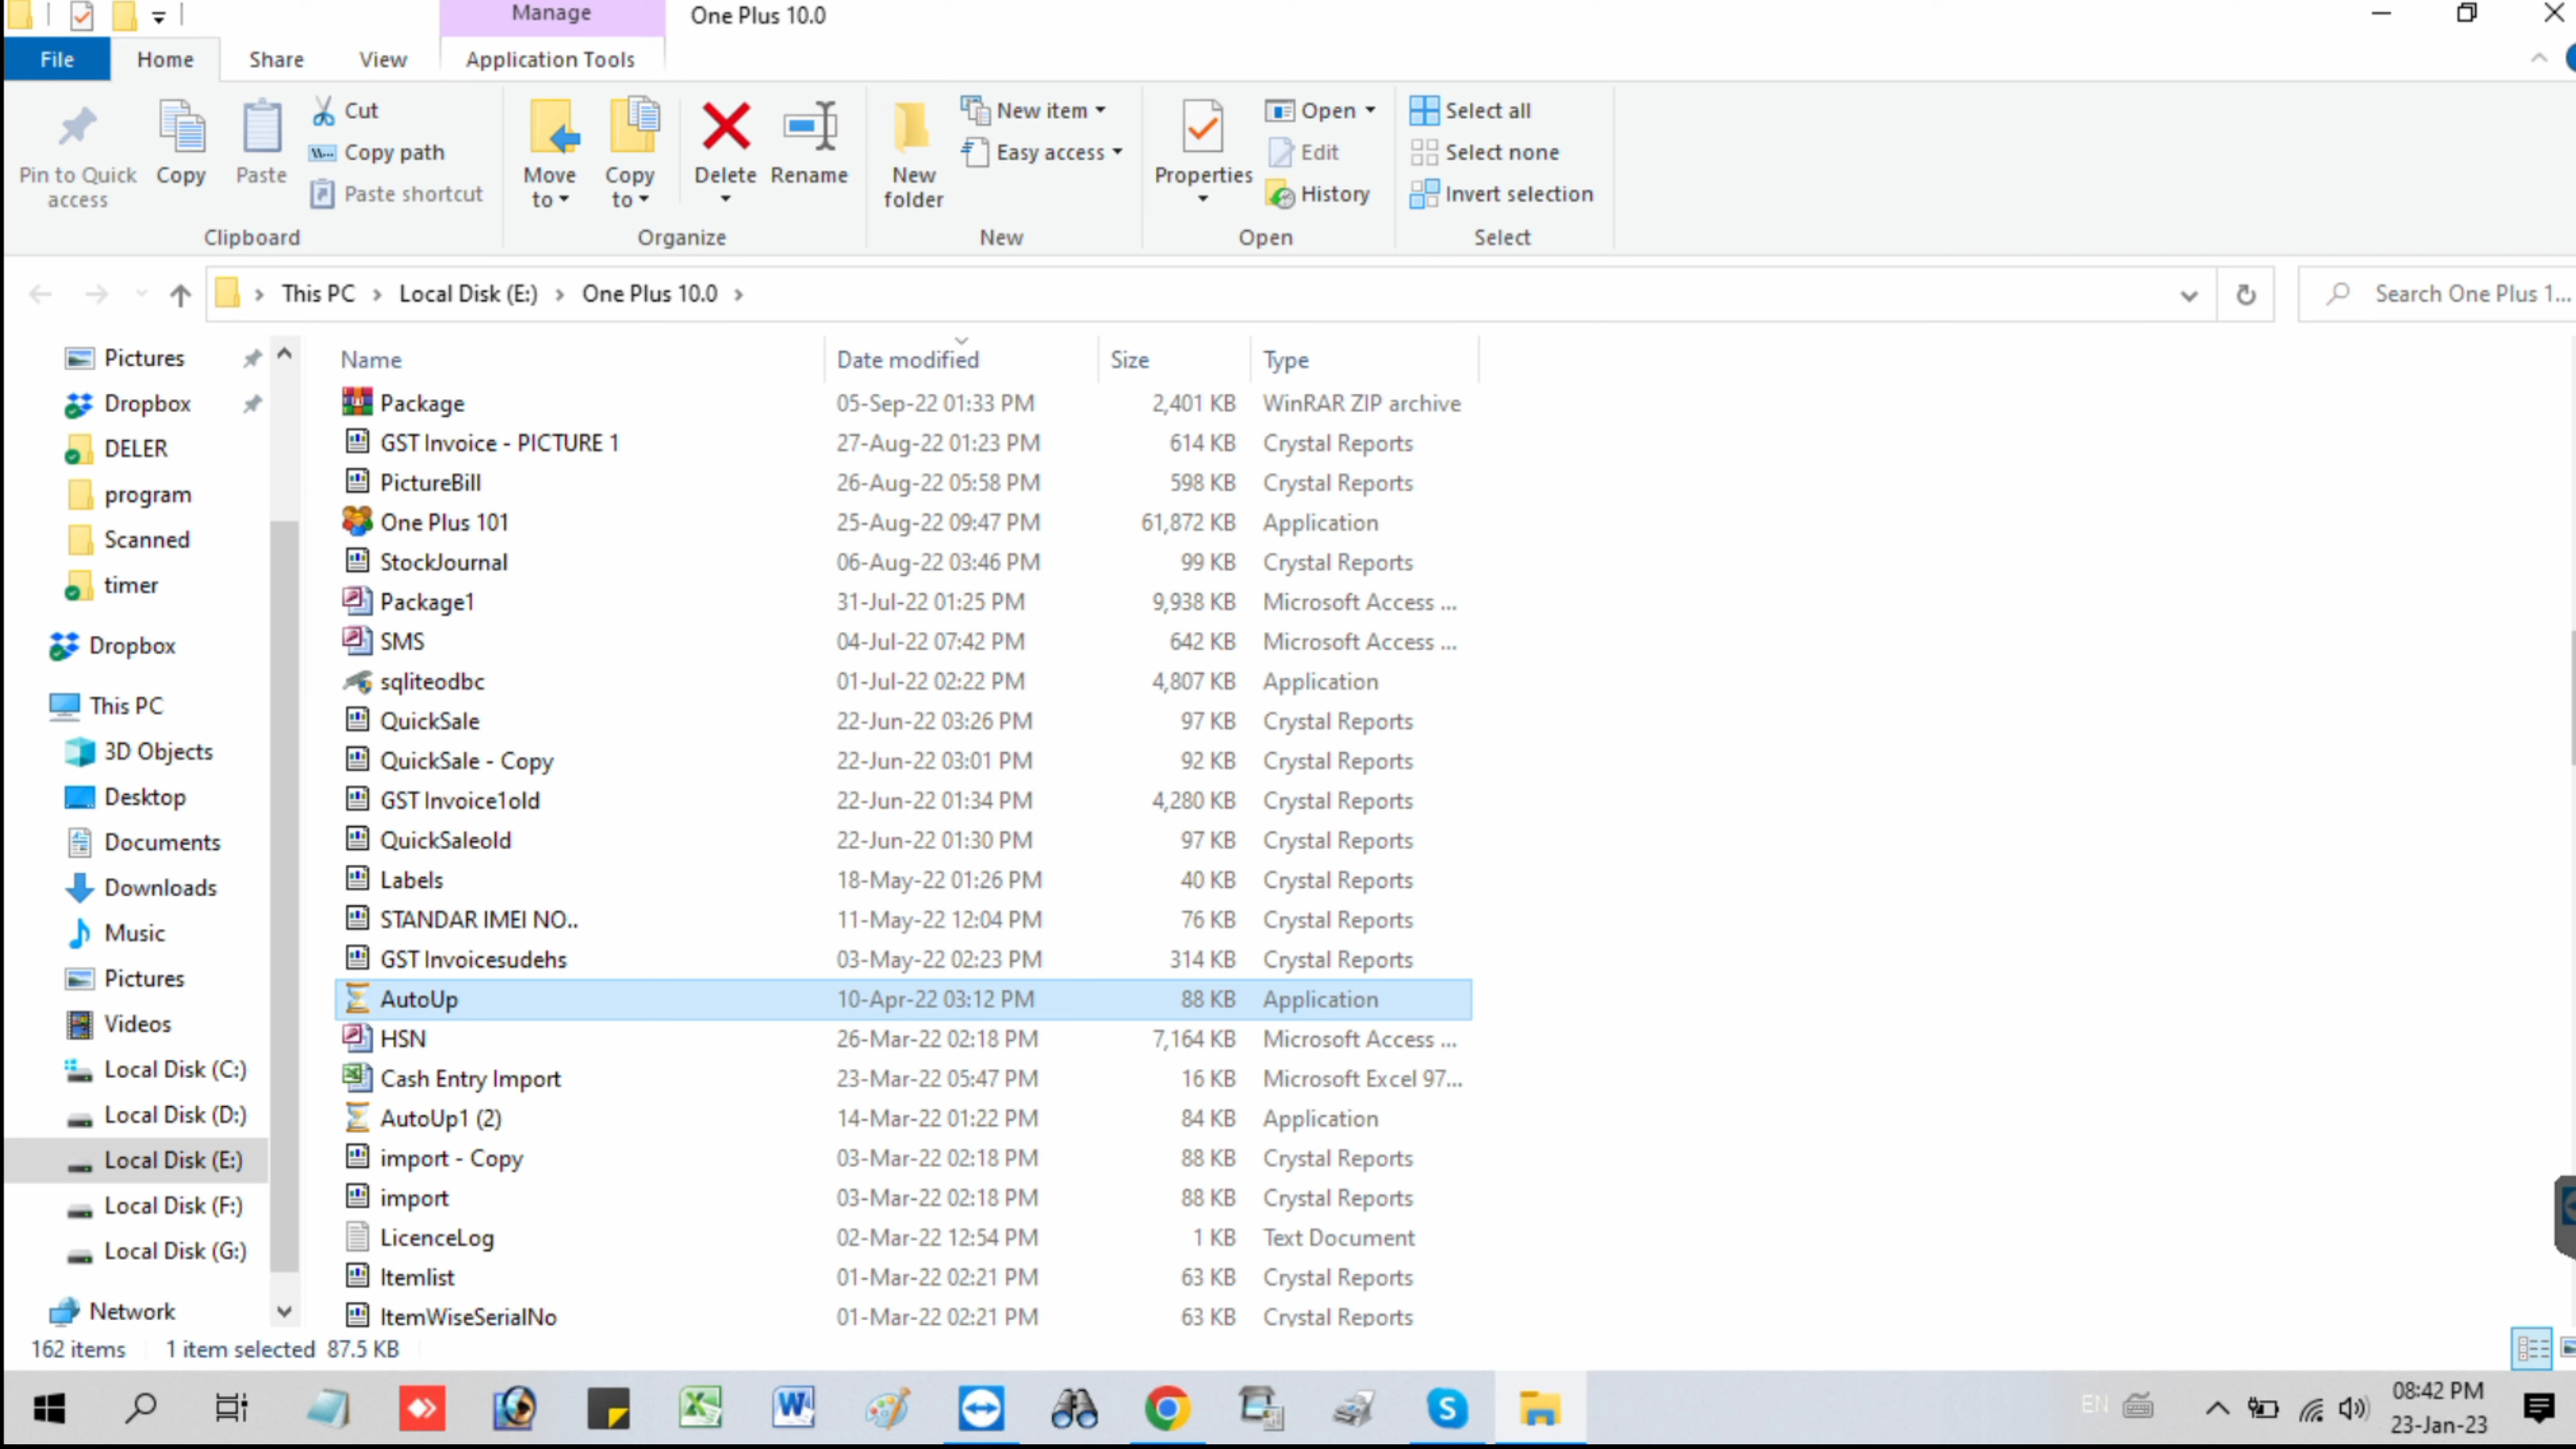 Manage
One Plus 10.0
File
Home
Share
View
Application Tools
Pin to Quick access
Copy
Paste
Cut
Copy path
Paste shortcut
Clipboard
Move to
Copy to
Delete
Rename
Organize
New folder
New item
Easy access
New
Properties
Open
Edit
History
Open
Select all
Select none
Invert selection
Select
This PC > Local Disk (E:) > One Plus 10.0 >
Search One Plus 1...
Pictures
Dropbox
DELER
program
Scanned
timer
Dropbox
This PC
3D Objects
Desktop
Documents
Downloads
Music
Pictures
Videos
Local Disk (C:)
Local Disk (D:)
Local Disk (E:)
Local Disk (F:)
Local Disk (G:)
Network
Name Date modified Size Type
Package 05-Sep-22 01:33 PM 2,401 KB WinRAR ZIP archive
GST Invoice - PICTURE 1 27-Aug-22 01:23 PM 614 KB Crystal Reports
PictureBill 26-Aug-22 05:58 PM 598 KB Crystal Reports
One Plus 101 25-Aug-22 09:47 PM 61,872 KB Application
StockJournal 06-Aug-22 03:46 PM 99 KB Crystal Reports
Package1 31-Jul-22 01:25 PM 9,938 KB Microsoft Access ...
SMS 04-Jul-22 07:42 PM 642 KB Microsoft Access ...
sqliteodbc 01-Jul-22 02:22 PM 4,807 KB Application
QuickSale 22-Jun-22 03:26 PM 97 KB Crystal Reports
QuickSale - Copy 22-Jun-22 03:01 PM 92 KB Crystal Reports
GST Invoice1old 22-Jun-22 01:34 PM 4,280 KB Crystal Reports
QuickSaleold 22-Jun-22 01:30 PM 97 KB Crystal Reports
Labels 18-May-22 01:26 PM 40 KB Crystal Reports
STANDAR IMEI NO.. 11-May-22 12:04 PM 76 KB Crystal Reports
GST Invoicesudehs 03-May-22 02:23 PM 314 KB Crystal Reports
AutoUp 10-Apr-22 03:12 PM 88 KB Application
HSN 26-Mar-22 02:18 PM 7,164 KB Microsoft Access ...
Cash Entry Import 23-Mar-22 05:47 PM 16 KB Microsoft Excel 97...
AutoUp1 (2) 14-Mar-22 01:22 PM 84 KB Application
import - Copy 03-Mar-22 02:18 PM 88 KB Crystal Reports
import 03-Mar-22 02:18 PM 88 KB Crystal Reports
LicenceLog 02-Mar-22 12:54 PM 1 KB Text Document
Itemlist 01-Mar-22 02:21 PM 63 KB Crystal Reports
ItemWiseSerialNo 01-Mar-22 02:21 PM 63 KB Crystal Reports
162 items 1 item selected 87.5 KB
EN
08:42 PM
23-Jan-23